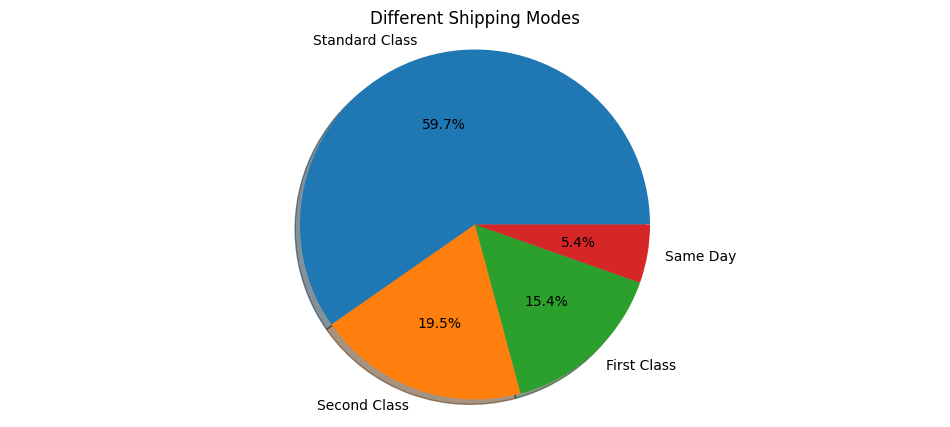 Different Shipping Modes
Standard Class
59.7%
5.4%
Same Day
15.4%
19.5%
First Class
Second Class